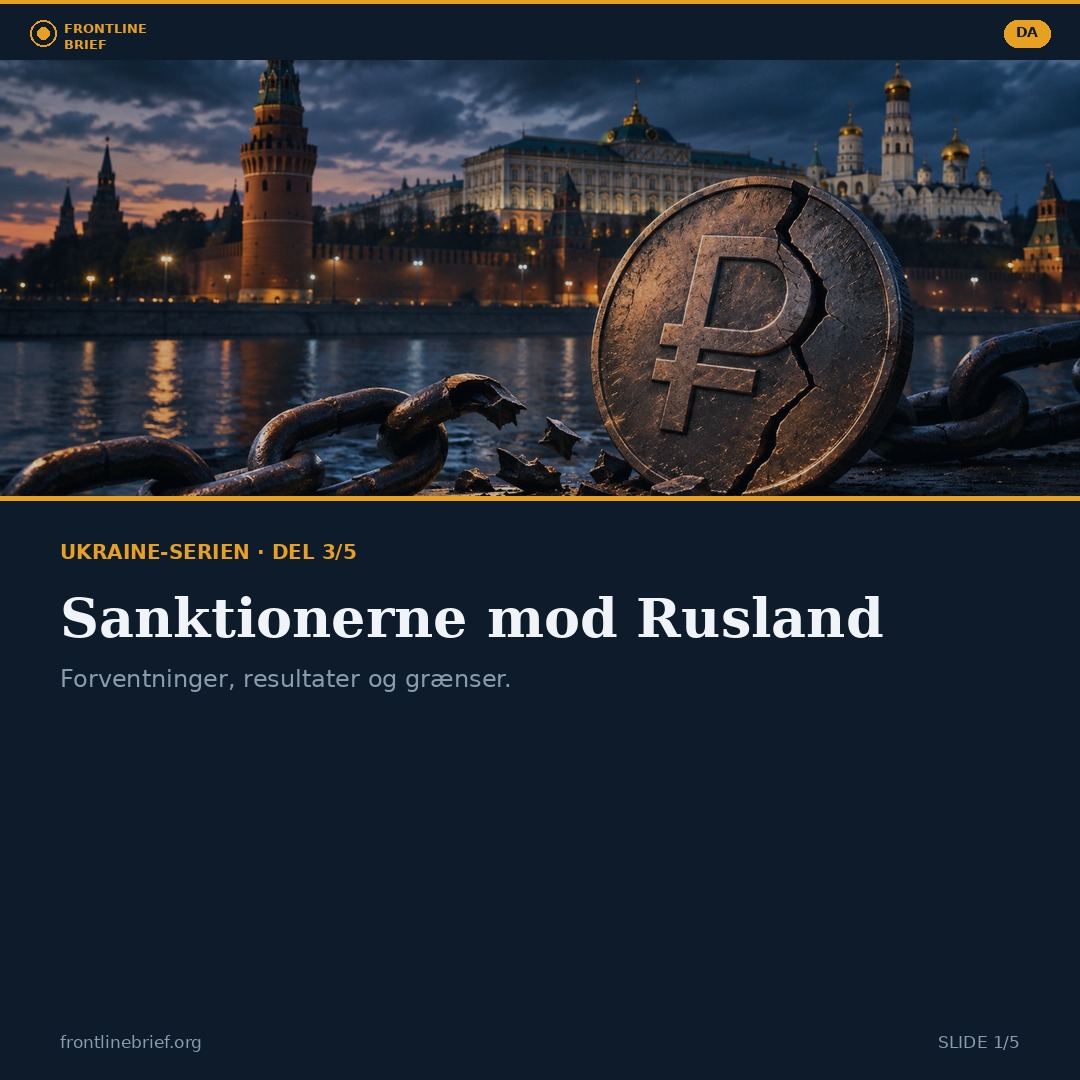 FRONTLINE
BRIEF
DA
UKRAINE-SERIEN · DEL 3/5
Sanktionerne mod Rusland
Forventninger, resultater og grænser.
frontlinebrief.org
SLIDE 1/5